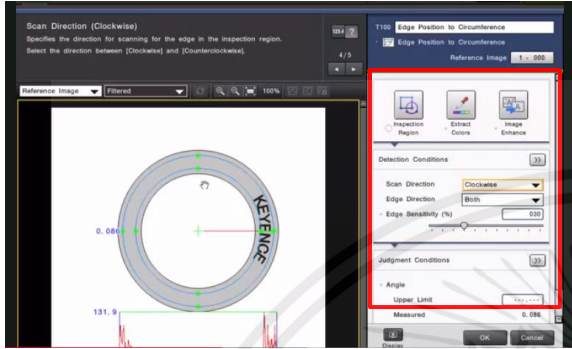 Scan Direction (Clockwise)
Specifies the direction for scanning for the edge in the inspection region.
Select the direction between [Clockwise] and [Counterclockwise].
123.4 ?
4/5
T100 Edge Position to Circumference
Edge Position to Circumference
Reference Image 1 - 000
Reference Image Filtered 100%
Inspection Region
Extract Colors
Image Enhance
Detection Conditions
Scan Direction Clockwise
Edge Direction Both
Edge Sensitivity (%) 030
Judgment Conditions
Angle
Upper Limit ---.---
Measured 0.086
Display
OK Cancel
KEYENCE
0.086
131.9